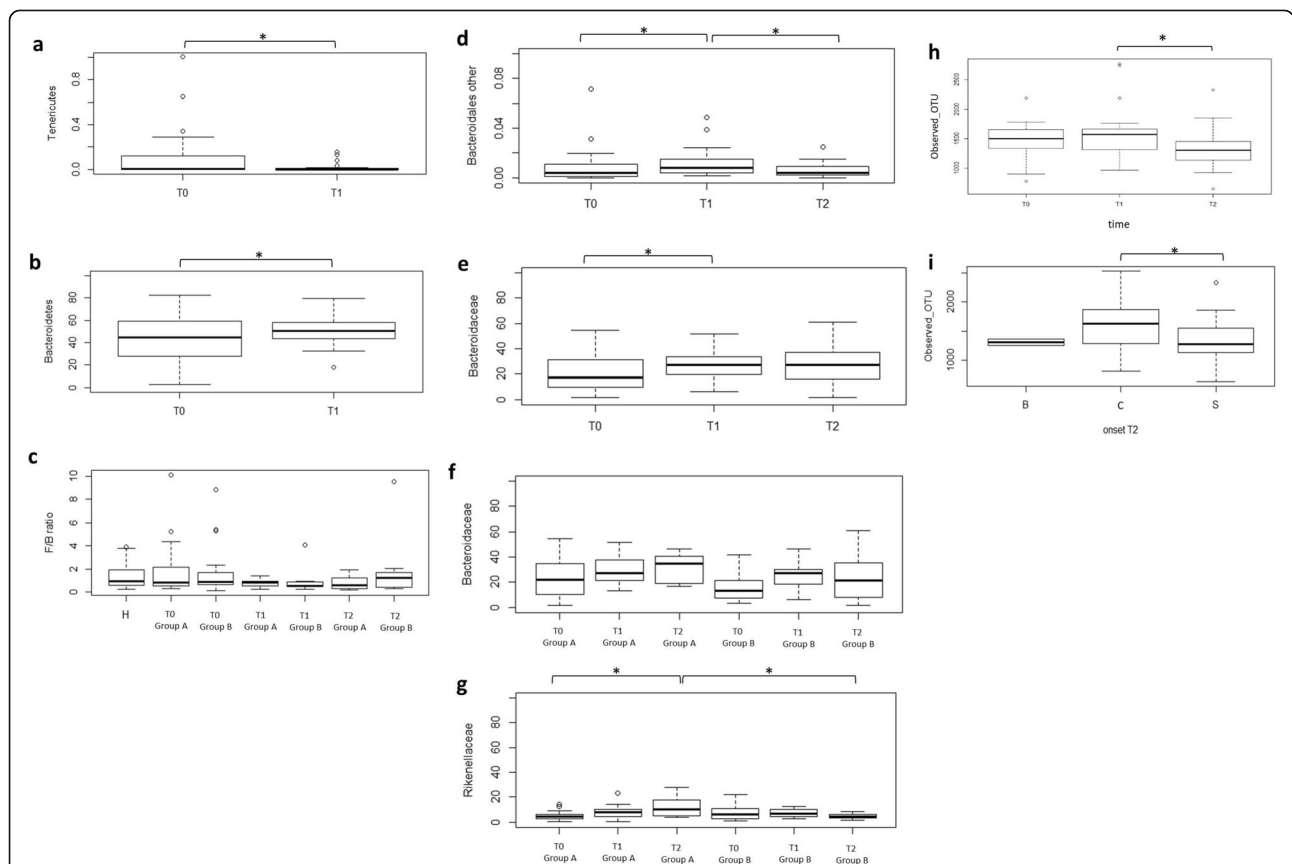 a
*
Tenericutes
0.8
0.4
0.0
T0 T1
b
*
Bacteroidetes
80
60
40
20
0
T0 T1
c
F/B ratio
10
8
6
4
2
0
H T0 T0 T1 T1 T2 T2
Group A Group B Group A Group B Group A Group B
d
* *
Bacteroidales other
0.08
0.04
0.00
T0 T1 T2
e
*
Bacteroidaceae
80
60
40
20
0
T0 T1 T2
f
Bacteroidaceae
80
60
40
20
0
T0 T1 T2 T0 T1 T2
Group A Group A Group A Group B Group B Group B
g
* *
Rikenellaceae
80
60
40
20
0
T0 T1 T2 T0 T1 T2
Group A Group A Group A Group B Group B Group B
h
*
Observed_OTU
2500
2000
1500
1000
T0 T1 T2
time
i
*
Observed_OTU
2000
1000
B C S
onset T2